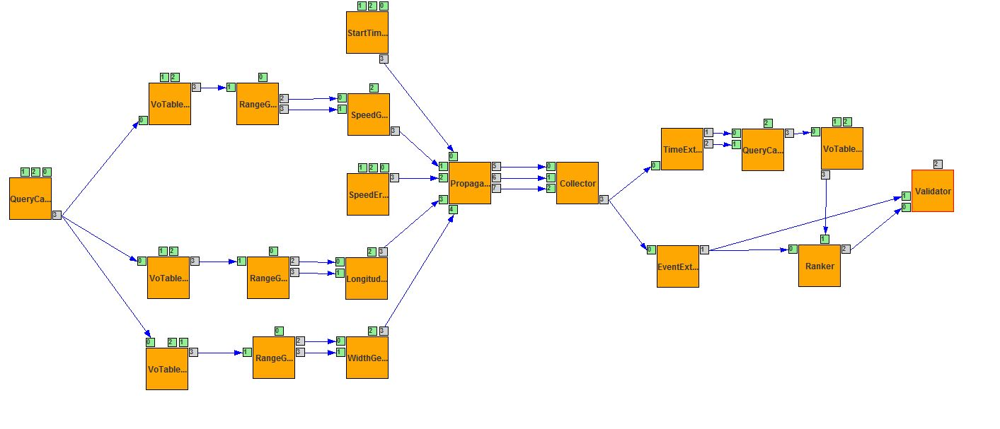 1 2 0
StartTim...
3
1 2
VoTable...
0
3
1
0
RangeG...
2
3
2
0
1
SpeedG...
3
1 2 0
QueryCa...
3
1 2 0
SpeedEr...
3
0
1
2
3
4
Propaga...
5
6
7
0
1
2
Collector
3
0
TimeExt...
1
2
2
0
1
QueryCa...
3
1 2
0
VoTable...
3
2
1
0
Validator
0
EventExt...
1
1
0
Ranker
2
1 2
0
VoTable...
3
0
1
RangeG...
2
3
2 3
0
1
Longitud...
0 2 1
VoTable...
3
0
1
RangeG...
2
3
2 3
0
1
WidthGe...